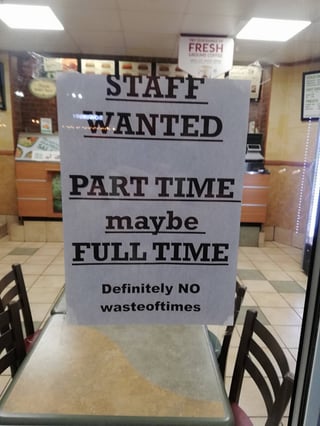 FRESH
STAFF
WANTED
PART TIME
maybe
FULL TIME
Definitely NO
wasteoftimes